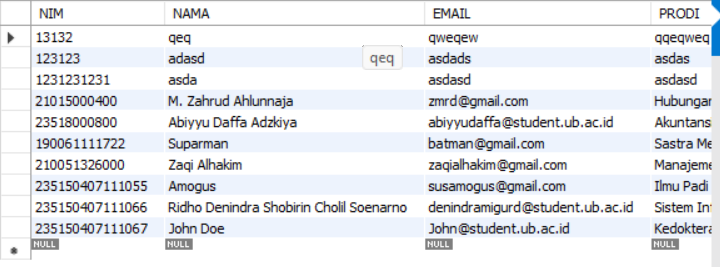 NIM NAMA EMAIL PRODI
13132 qeq qweqew qqeqweq
123123 adasd asdads asdas
qeq
1231231231 asda asdasd asdasd
21015000400 M. Zahrud Ahlunnaja zmrd@gmail.com Hubungar
23518000800 Abiyyu Daffa Adzkiya abiyyudaffa@student.ub.ac.id Akuntans
190061111722 Suparman batman@gmail.com Sastra Me
210051326000 Zaqi Alhakim zaqialhakim@gmail.com Manajeme
235150407111055 Amogus susamogus@gmail.com Ilmu Padi
235150407111066 Ridho Denindra Shobirin Cholil Soenarno denindramigurd@student.ub.ac.id Sistem Inf
235150407111067 John Doe John@student.ub.ac.id Kedoktera
NULL NULL NULL NULL